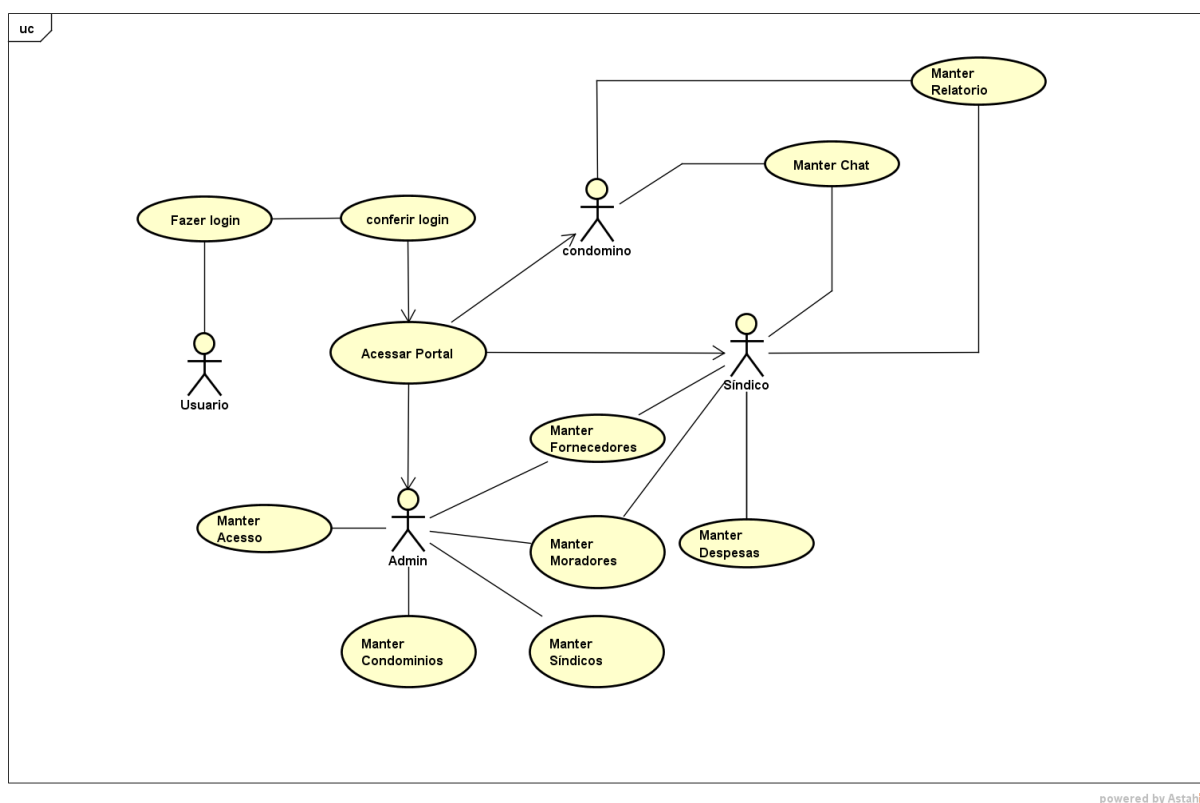 uc
Manter
Relatorio
Manter Chat
Fazer login
conferir login
condomino
Acessar Portal
Usuario
Síndico
Manter
Fornecedores
Manter
Acesso
Admin
Manter
Moradores
Manter
Despesas
Manter
Condominios
Manter
Síndicos
powered by Astah